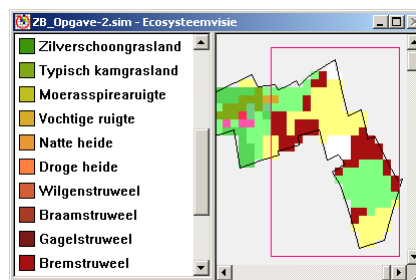 ZB_Opgave-2.sim - Ecosysteemvisie
Zilverschoongrasland
Typisch kamgrasland
Moerasspirearuigte
Vochtige ruigte
Natte heide
Droge heide
Wilgenstruweel
Braamstruweel
Gagelstruweel
Bremstruweel